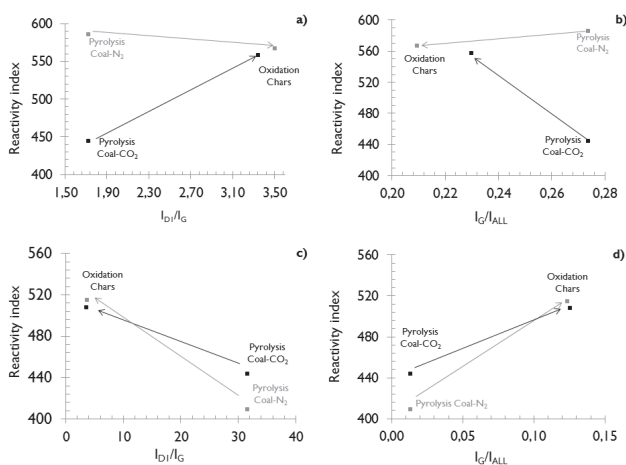 a)
Reactivity index
600
550
500
450
400
Pyrolysis
Coal-N2
Oxidation
Chars
Pyrolysis
Coal-CO2
1,50 1,90 2,30 2,70 3,10 3,50
ID1/IG
b)
Reactivity index
600
560
520
480
440
400
Oxidation
Chars
Pyrolysis
Coal-N2
Pyrolysis
Coal-CO2
0,20 0,22 0,24 0,26 0,28
IG/IALL
c)
Reactivity index
560
520
480
440
400
Oxidation
Chars
Pyrolysis
Coal-CO2
Pyrolysis
Coal-N2
0 10 20 30 40
ID1/IG
d)
Reactivity index
560
520
480
440
400
Oxidation
Chars
Pyrolysis
Coal-CO2
Pyrolysis Coal-N2
0,00 0,05 0,10 0,15
IG/IALL